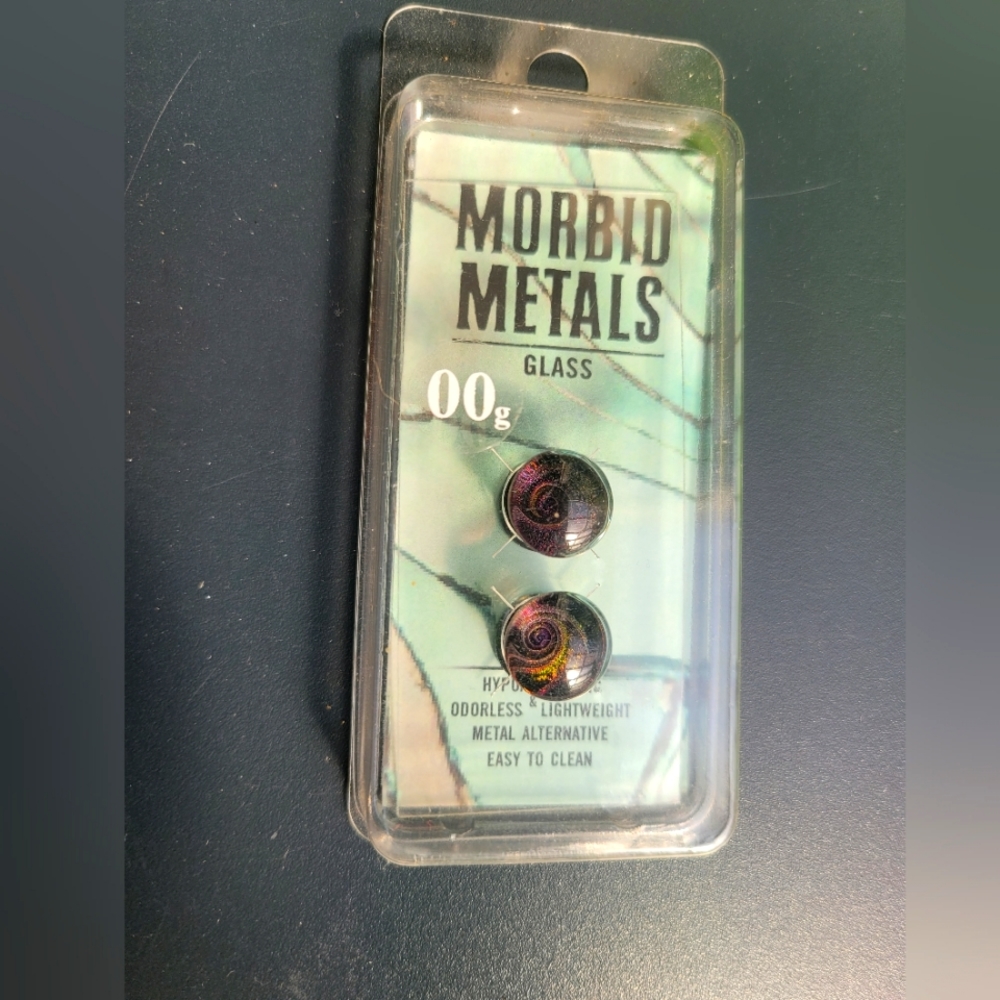 MORBID
METALS
GLASS
00g
ODORLESS & LIGHTWEIGHT
METAL ALTERNATIVE
EASY TO CLEAN